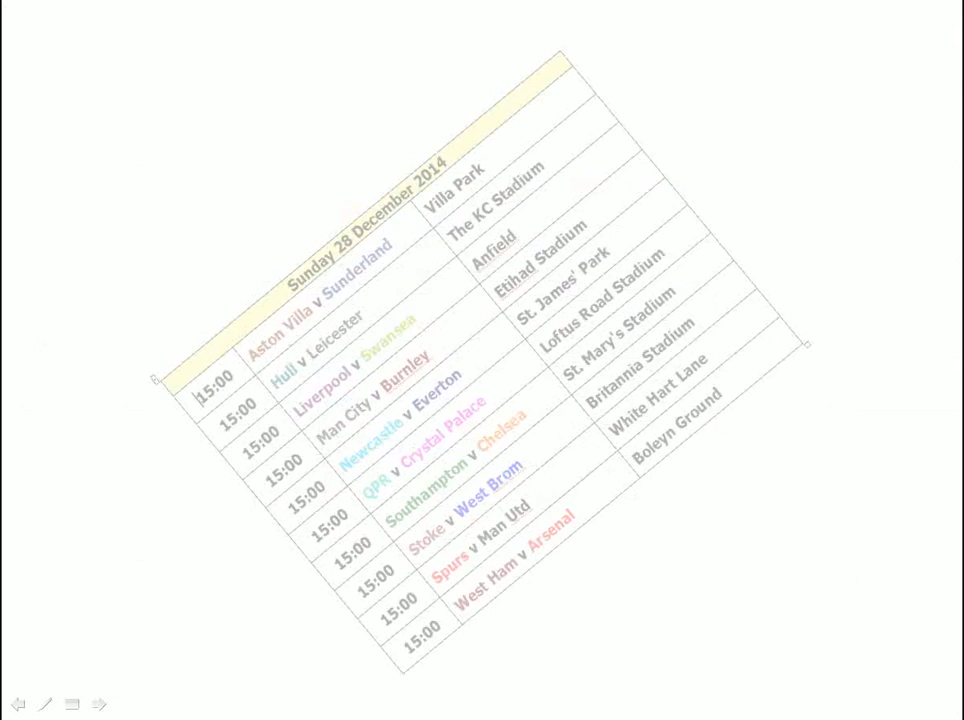 Sunday 28 December 2014
15:00 Aston Villa v Sunderland Villa Park
15:00 Hull v Leicester The KC Stadium
15:00 Liverpool v Swansea Anfield
15:00 Man City v Burnley Etihad Stadium
15:00 Newcastle v Everton St. James' Park
15:00 QPR v Crystal Palace Loftus Road Stadium
15:00 Southampton v Chelsea St. Mary's Stadium
15:00 Stoke v West Brom Britannia Stadium
15:00 Spurs v Man Utd White Hart Lane
15:00 West Ham v Arsenal Boleyn Ground